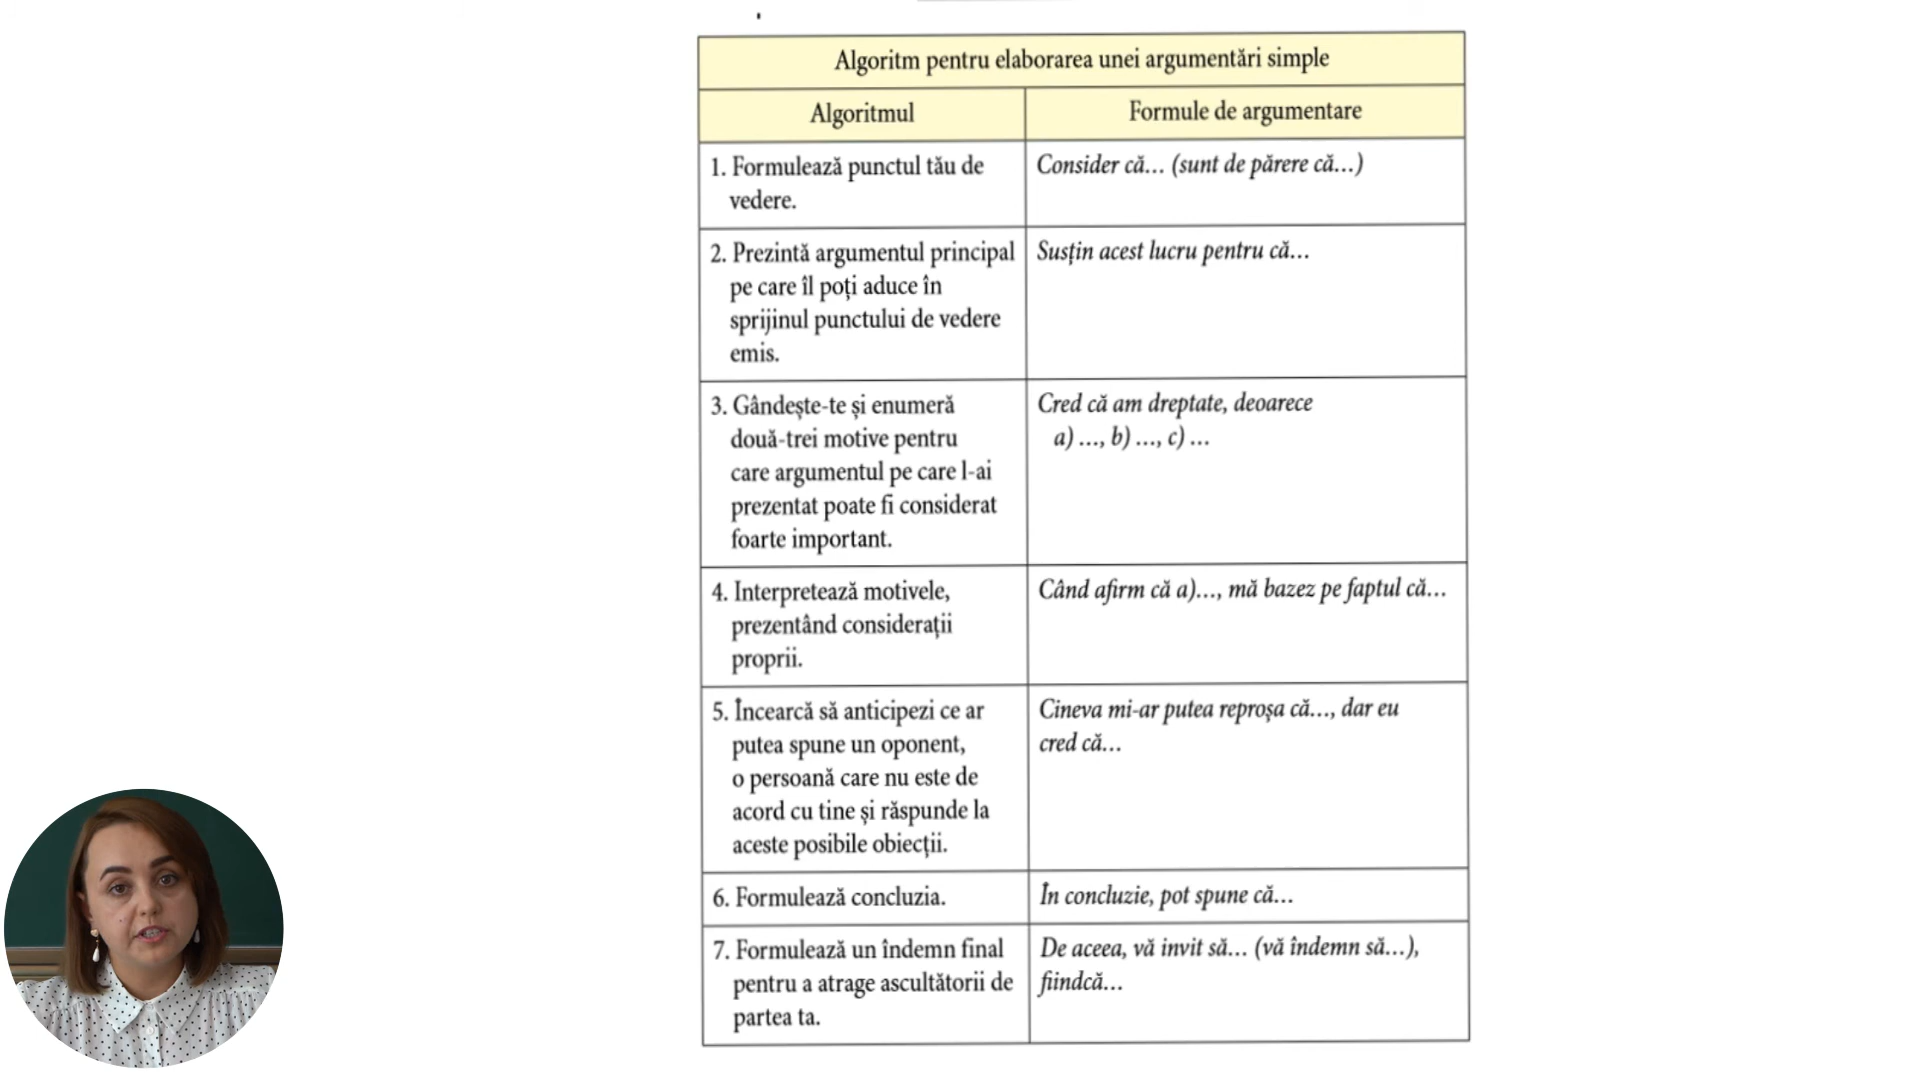 Algoritm pentru elaborarea unei argumentări simple
Algoritmul
Formule de argumentare
1. Formulează punctul tău de
vedere.
Consider că… (sunt de părere că…)
2. Prezintă argumentul principal
pe care îl poți aduce în
sprijinul punctului de vedere
emis.
Susțin acest lucru pentru că…
3. Gândește-te și enumeră
două-trei motive pentru
care argumentul pe care l-ai
prezentat poate fi considerat
foarte important.
Cred că am dreptate, deoarece
a) …, b) …, c) …
4. Interpretează motivele,
prezentând considerații
proprii.
Când afirm că a)…, mă bazez pe faptul că…
5. Încearcă să anticipezi ce ar
putea spune un oponent,
o persoană care nu este de
acord cu tine și răspunde la
aceste posibile obiecții.
Cineva mi-ar putea reproșa că…, dar eu
cred că…
6. Formulează concluzia.
În concluzie, pot spune că…
7. Formulează un îndemn final
pentru a atrage ascultătorii de
partea ta.
De aceea, vă invit să… (vă îndemn să…),
fiindcă…